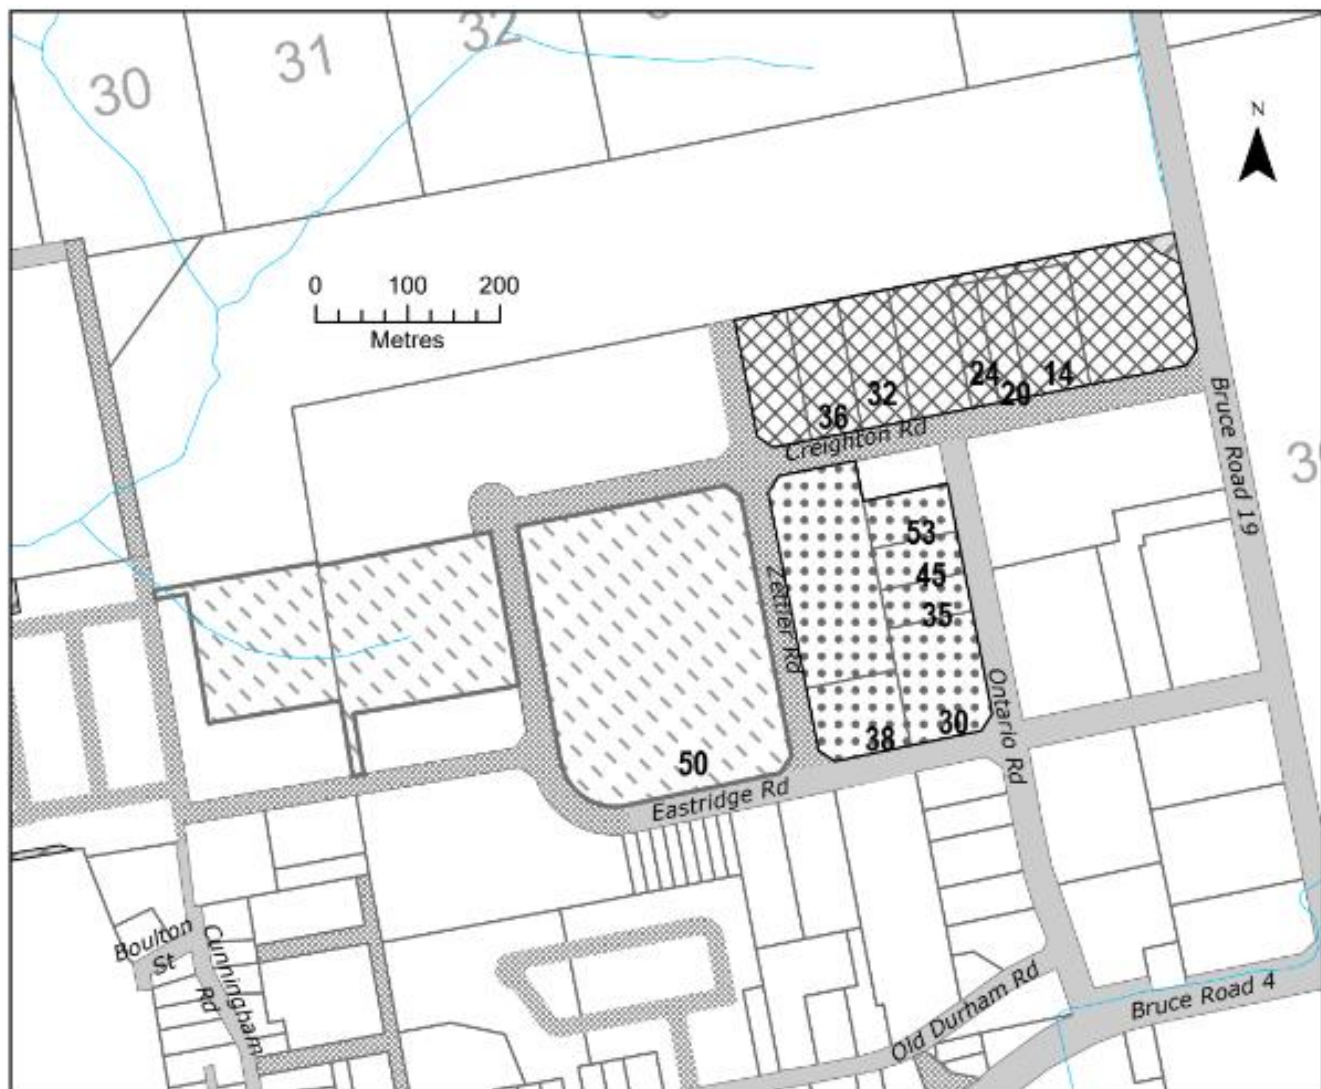 32
31
30
N
0 100 200
Metres
14
24
20
32
36
Creighton Rd
Bruce Road 19
53
45
35
Zettler Rd
Ontario Rd
30
38
50
Eastridge Rd
Boulton
St
Cunningham
Rd
Old Durham Rd
Bruce Road 4